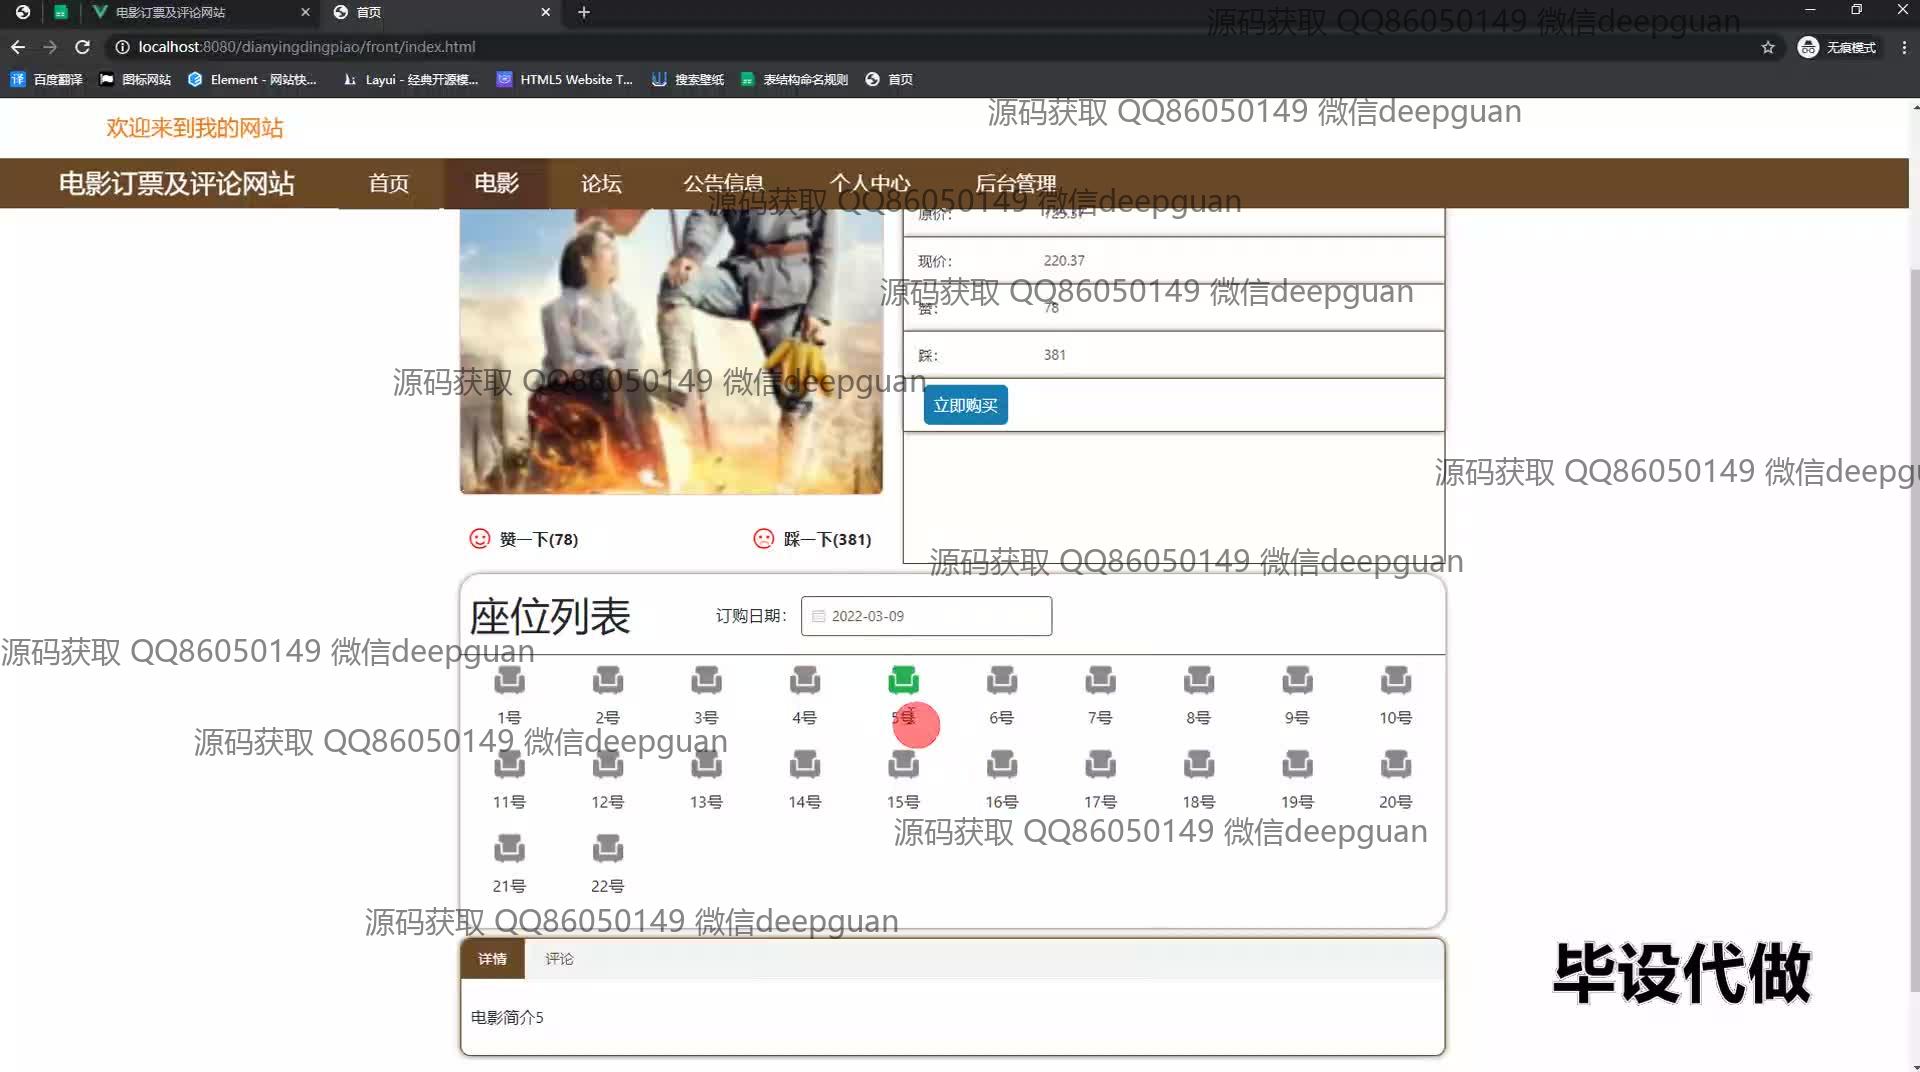 电影订票及评论网站
首页
源码获取 QQ86050149 微信deepguan
localhost:8080/dianyingdingpiao/front/index.html
无痕模式
百度翻译
图标网站
Element - 网站快...
Layui - 经典开源模...
HTML5 Website T...
搜索壁纸
表结构命名规则
首页
源码获取 QQ86050149 微信deepguan
欢迎来到我的网站
电影订票及评论网站
首页
电影
论坛
公告信息
个人中心
后台管理
源码获取 QQ86050149 微信deepguan
原价:
现价:
220.37
源码获取 QQ86050149 微信deepguan
赞:
78
踩:
381
源码获取 QQ86050149 微信deepguan
立即购买
源码获取 QQ86050149 微信deepgu
赞一下(78)
踩一下(381)
源码获取 QQ86050149 微信deepguan
座位列表
订购日期:
2022-03-09
源码获取 QQ86050149 微信deepguan
1号
2号
3号
4号
5号
6号
7号
8号
9号
10号
源码获取 QQ86050149 微信deepguan
11号
12号
13号
14号
15号
16号
17号
18号
19号
20号
源码获取 QQ86050149 微信deepguan
21号
22号
源码获取 QQ86050149 微信deepguan
详情
评论
毕设代做
电影简介5